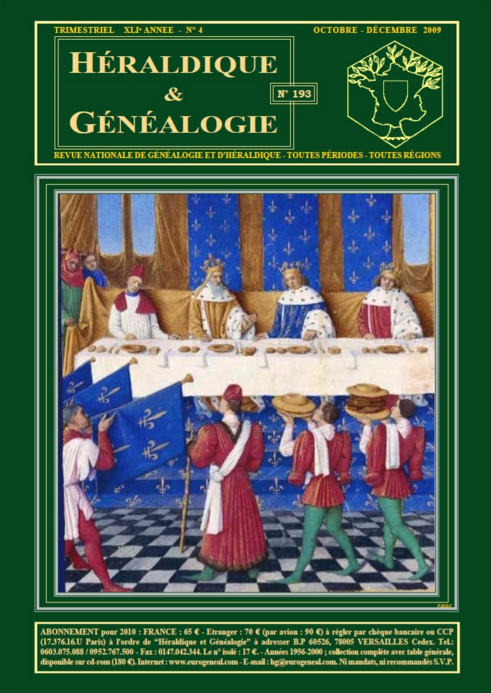 TRIMESTRIEL XLIe ANNEE - N° 4
OCTOBRE - DÉCEMBRE 2009
HÉRALDIQUE
&
GÉNÉALOGIE
N° 193
REVUE NATIONALE DE GÉNÉALOGIE ET D'HÉRALDIQUE - TOUTES PÉRIODES - TOUTES RÉGIONS
ABONNEMENT pour 2010 : FRANCE : 65 € - Etranger : 70 € (par avion : 90 €) à régler par chèque bancaire ou CCP
(17.376.16.U Paris) à l'ordre de "Héraldique et Généalogie" à adresser B.P 60526, 78005 VERSAILLES Cedex. Tel.:
0603.075.088 / 0952.767.500 - Fax : 0147.042.344. Le n° isolé : 17 €. - Années 1956-2000 ; collection complète avec table générale,
disponible sur cd-rom (180 €). Internet : www.eurogeneal.com - E-mail : hg@eurogeneal.com. Ni mandats, ni recommandés S.V.P.